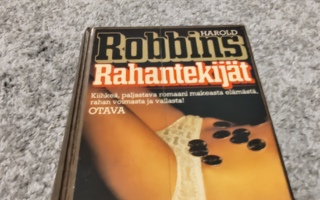 HAROLD
Robbins
Rahantekijät
Kiihkeä, paljastava romaani makeasta elämästä,
rahan voimasta ja vallasta!
OTAVA